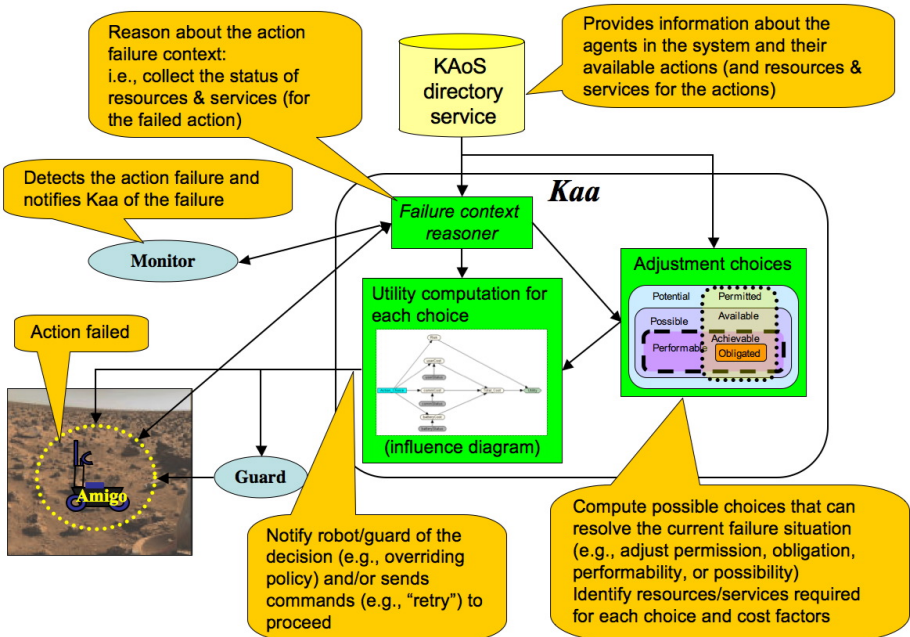 Reason about the action
failure context:
i.e., collect the status of
resources & services (for
the failed action)
KAoS
directory
service
Provides information about the
agents in the system and their
available actions (and resources &
services for the actions)
Detects the action failure and
notifies Kaa of the failure
Kaa
Failure context
reasoner
Monitor
Adjustment choices
Potential
Permitted
Possible
Available
Performable
Achievable
Obligated
Utility computation for
each choice
(influence diagram)
Action failed
Amigo
Guard
Notify robot/guard of the
decision (e.g., overriding
policy) and/or sends
commands (e.g., “retry”) to
proceed
Compute possible choices that can
resolve the current failure situation
(e.g., adjust permission, obligation,
performability, or possibility)
Identify resources/services required
for each choice and cost factors